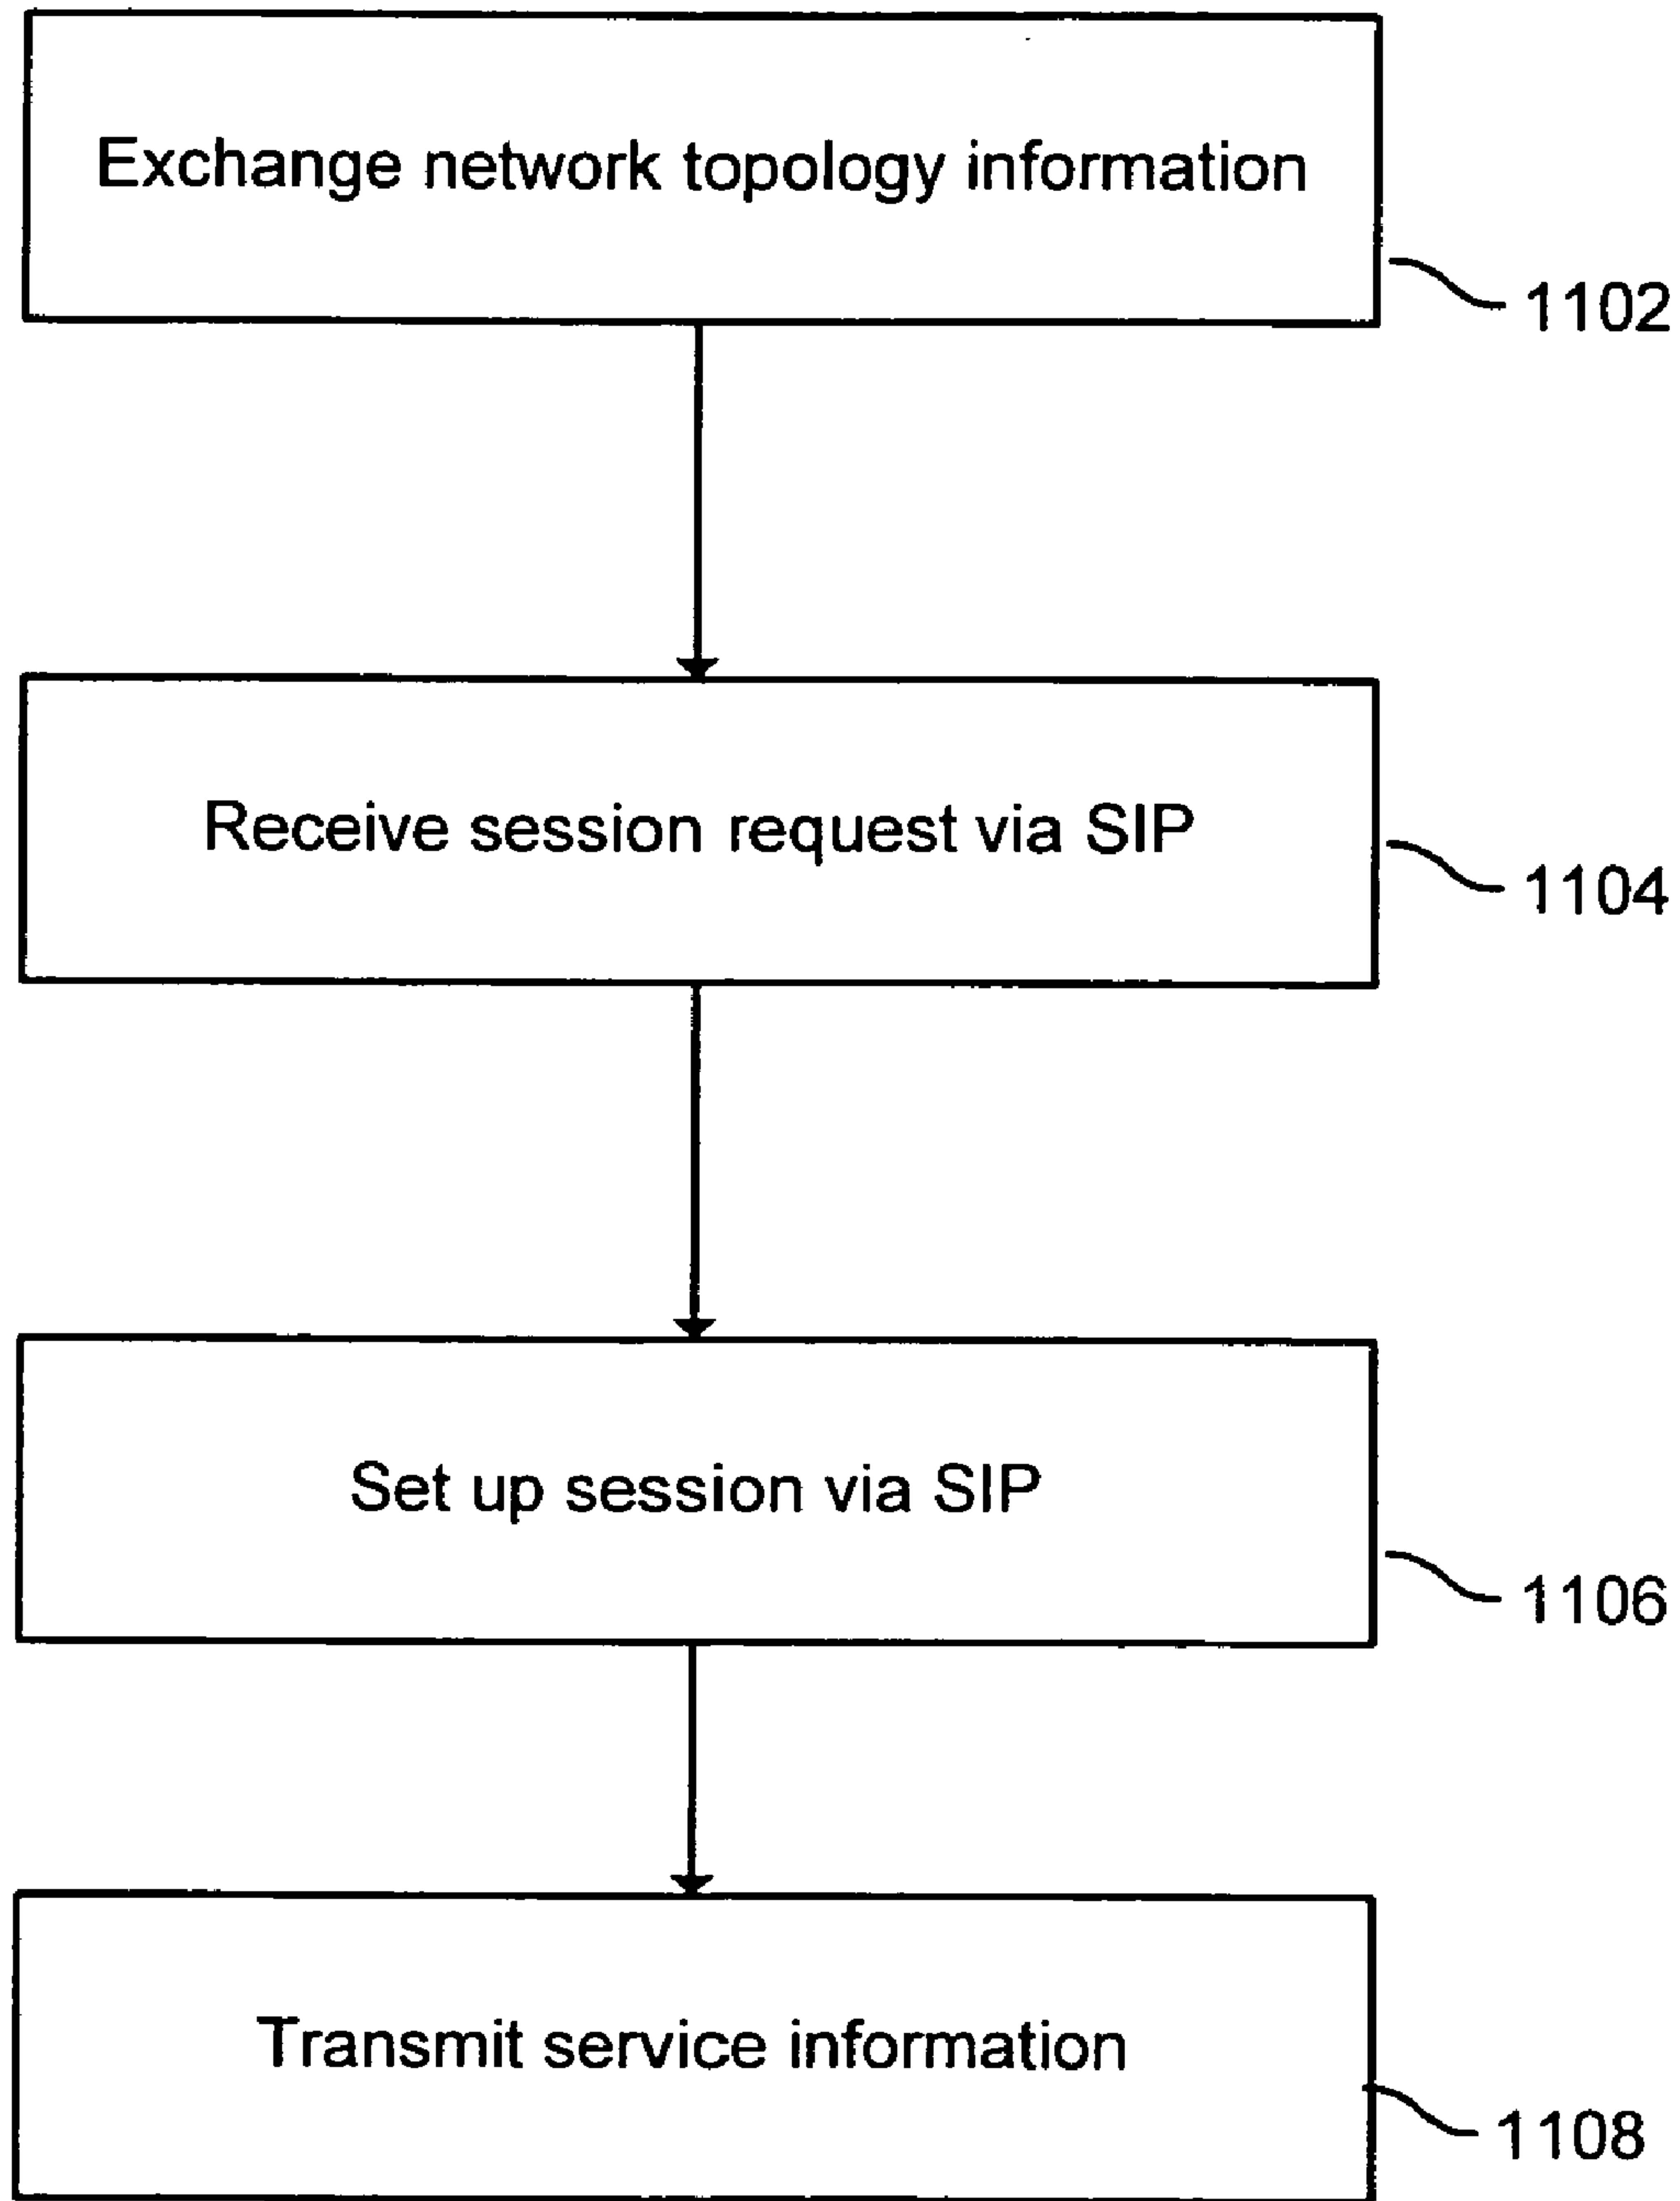 Exchange network topology information
1102
Receive session request via SIP
1104
Set up session via SIP
1106
Transmit service information
1108